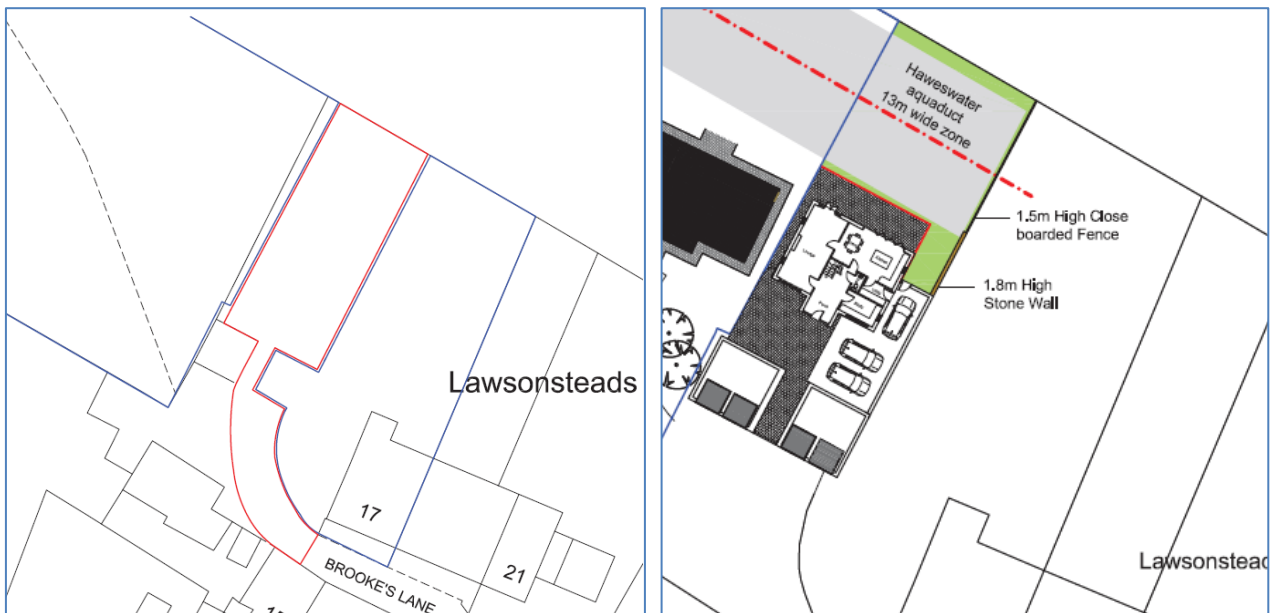 Lawsonsteads
17
21
BROOKE'S LANE
Haweswater
aquaduct
13m wide zone
1.5m High Close
boarded Fence
1.8m High
Stone Wall
Lounge
Lawsonstead